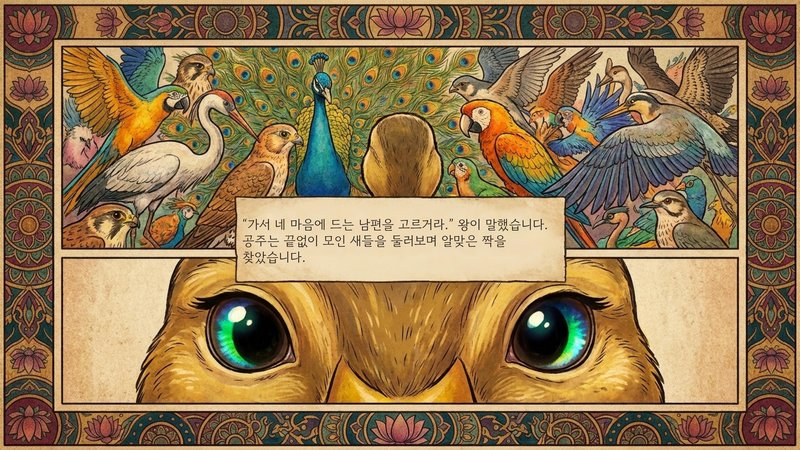 “가서 네 마음에 드는 남편을 고르거라.” 왕이 말했습니다.
공주는 끝없이 모인 새들을 둘러보며 알맞은 짝을
찾았습니다.